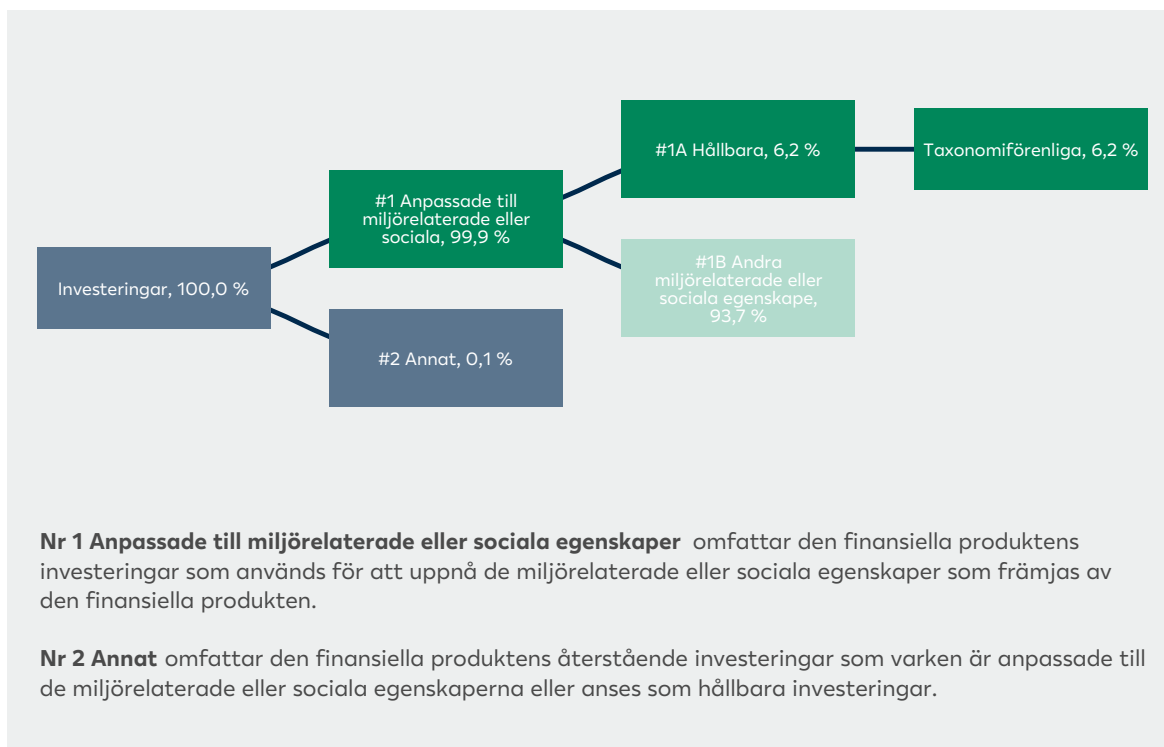 #1A Hållbara, 6,2 %
Taxonomiförenliga, 6,2 %
#1 Anpassade till
miljörelaterade eller
sociala, 99,9 %
#1B Andra
miljörelaterade eller
sociala egenskape,
93,7 %
Investeringar, 100,0 %
#2 Annat, 0,1 %
Nr 1 Anpassade till miljörelaterade eller sociala egenskaper omfattar den finansiella produktens
investeringar som används för att uppnå de miljörelaterade eller sociala egenskaper som främjas av
den finansiella produkten.
Nr 2 Annat omfattar den finansiella produktens återstående investeringar som varken är anpassade till
de miljörelaterade eller sociala egenskaperna eller anses som hållbara investeringar.